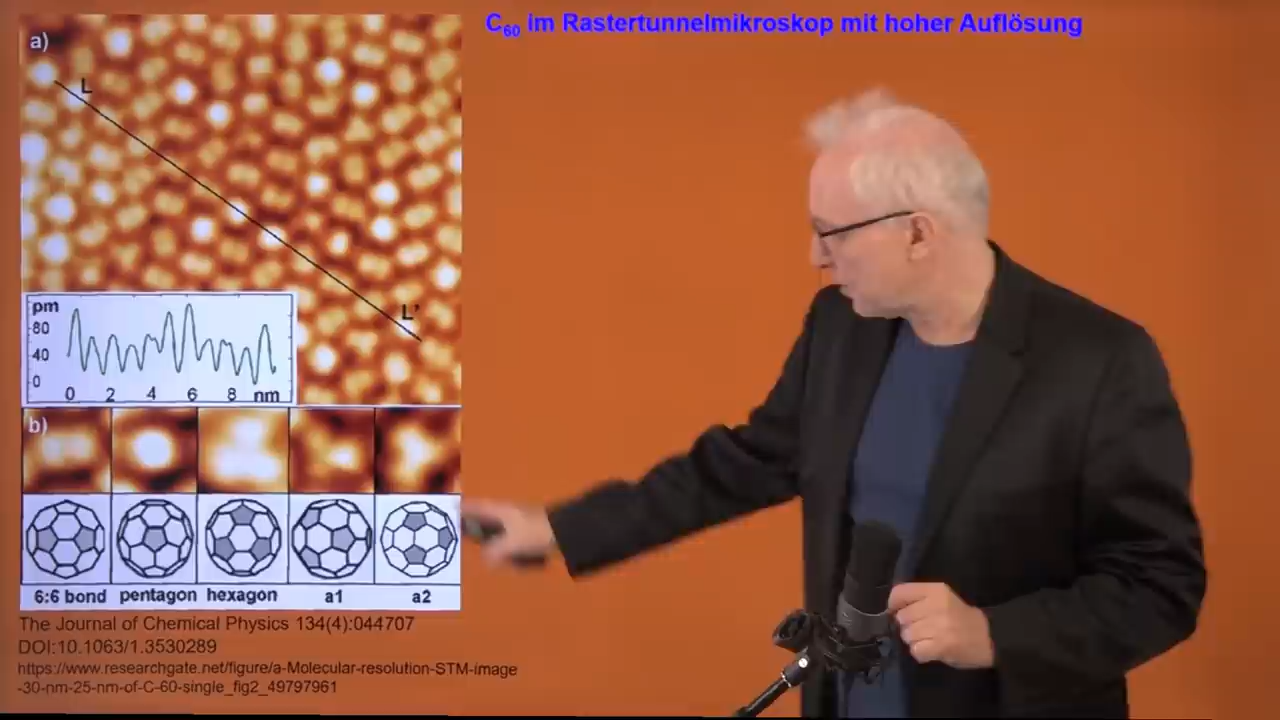 C₆₀ im Rastertunnelmikroskop mit hoher Auflösung
a)
L
L'
pm
80
40
0
0 2 4 6 8 nm
b)
6:6 bond pentagon hexagon a1 a2
The Journal of Chemical Physics 134(4):044707
DOI:10.1063/1.3530289
https://www.researchgate.net/figure/a-Molecular-resolution-STM-image
-30-nm-25-nm-of-C-60-single_fig2_49797961